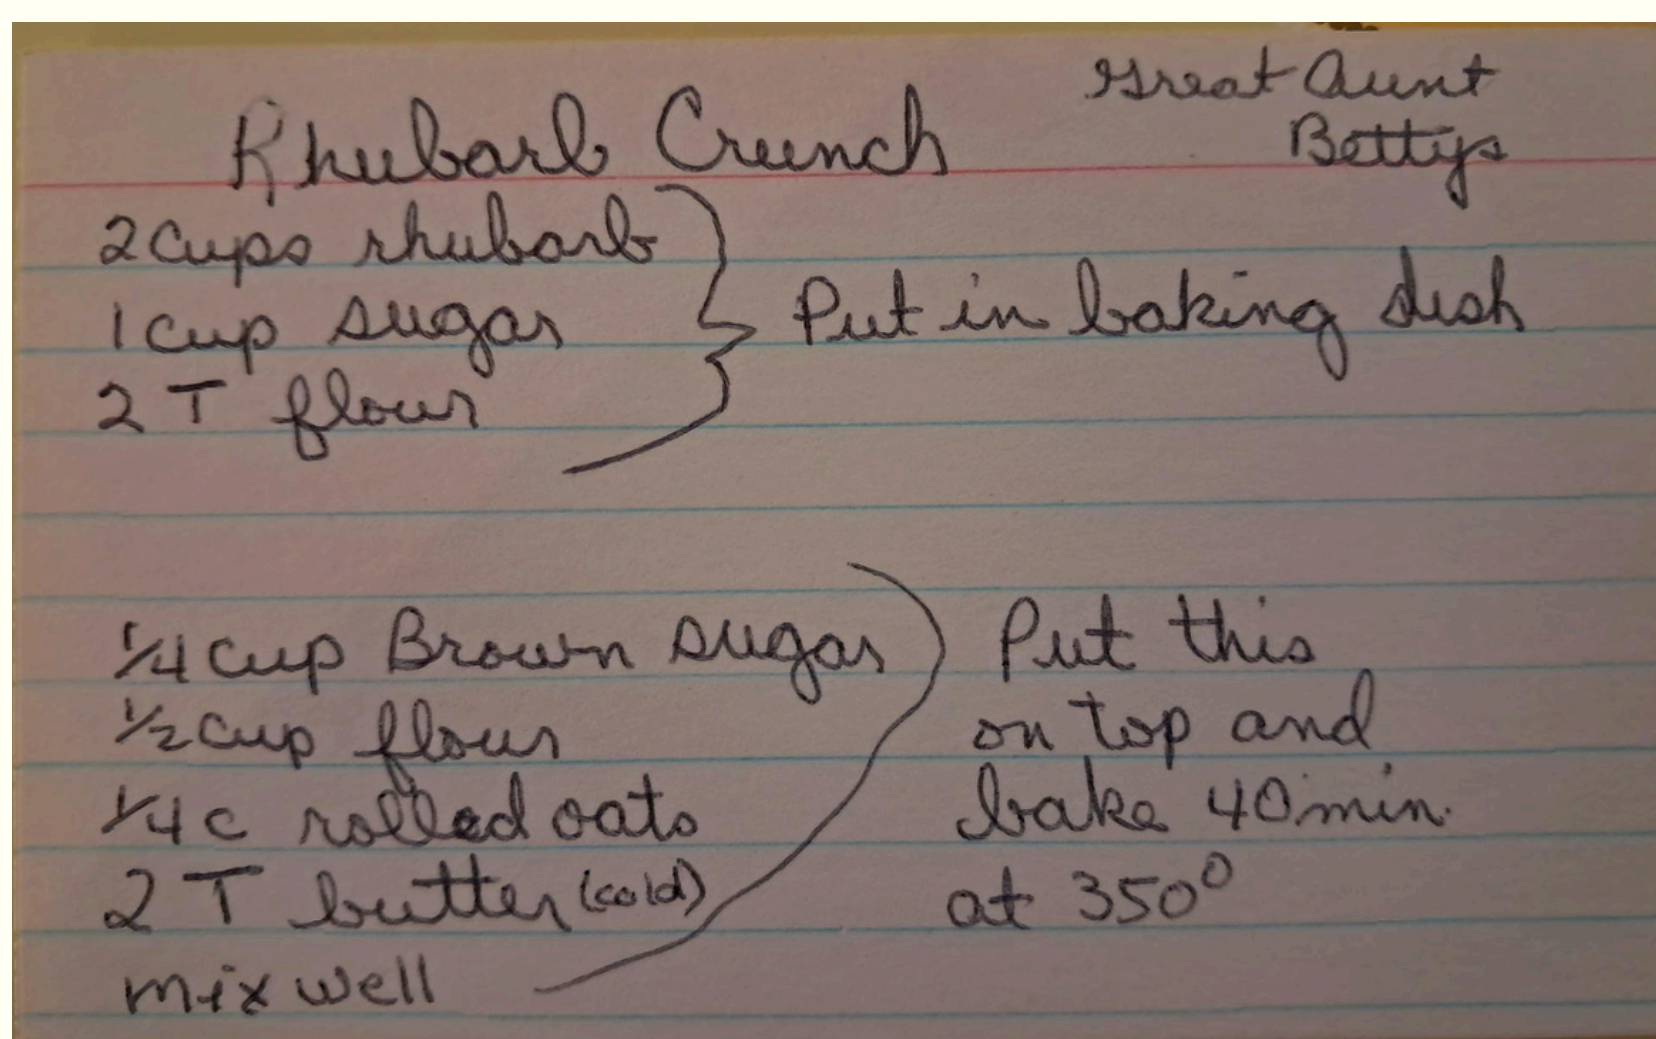 Great Aunt
Bettys
Rhubarb Crunch
2 cups rhubarb
1 cup sugar
2 T flour
Put in baking dish
1/4 cup Brown sugar
1/2 cup flour
1/4 c rolled oats
2 T butter (cold)
mix well
Put this
on top and
bake 40 min.
at 350°